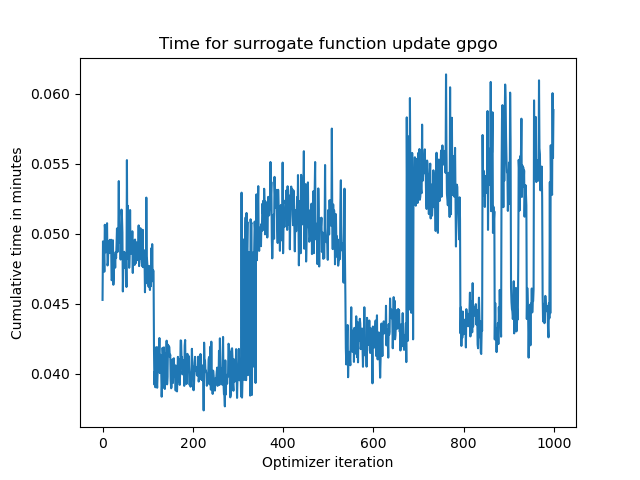 Time for surrogate function update gpgo
Cumulative time in minutes
0.060
0.055
0.050
0.045
0.040
0 200 400 600 800 1000
Optimizer iteration